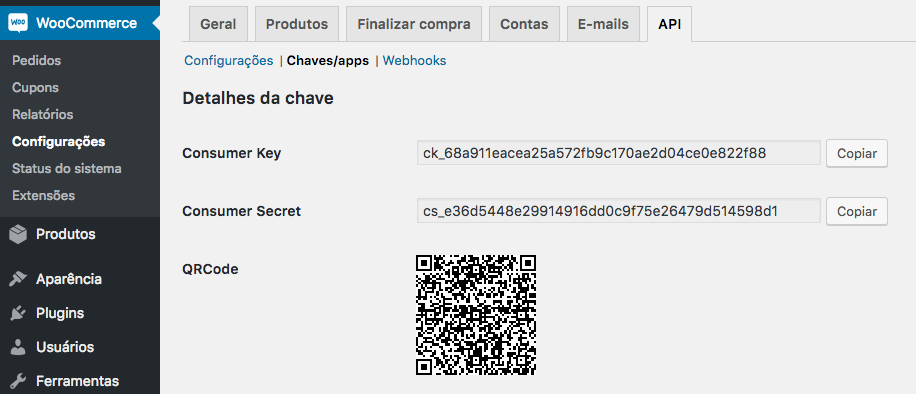 WOO
WooCommerce
Pedidos
Cupons
Relatórios
Configurações
Status do sistema
Extensões
Produtos
Aparência
Plugins
Usuários
Ferramentas
Geral Produtos Finalizar compra Contas E-mails API
Configurações | Chaves/apps | Webhooks
Detalhes da chave
Consumer Key ck_68a911eacea25a572fb9c170ae2d04ce0e822f88 Copiar
Consumer Secret cs_e36d5448e29914916dd0c9f75e26479d514598d1 Copiar
QRCode